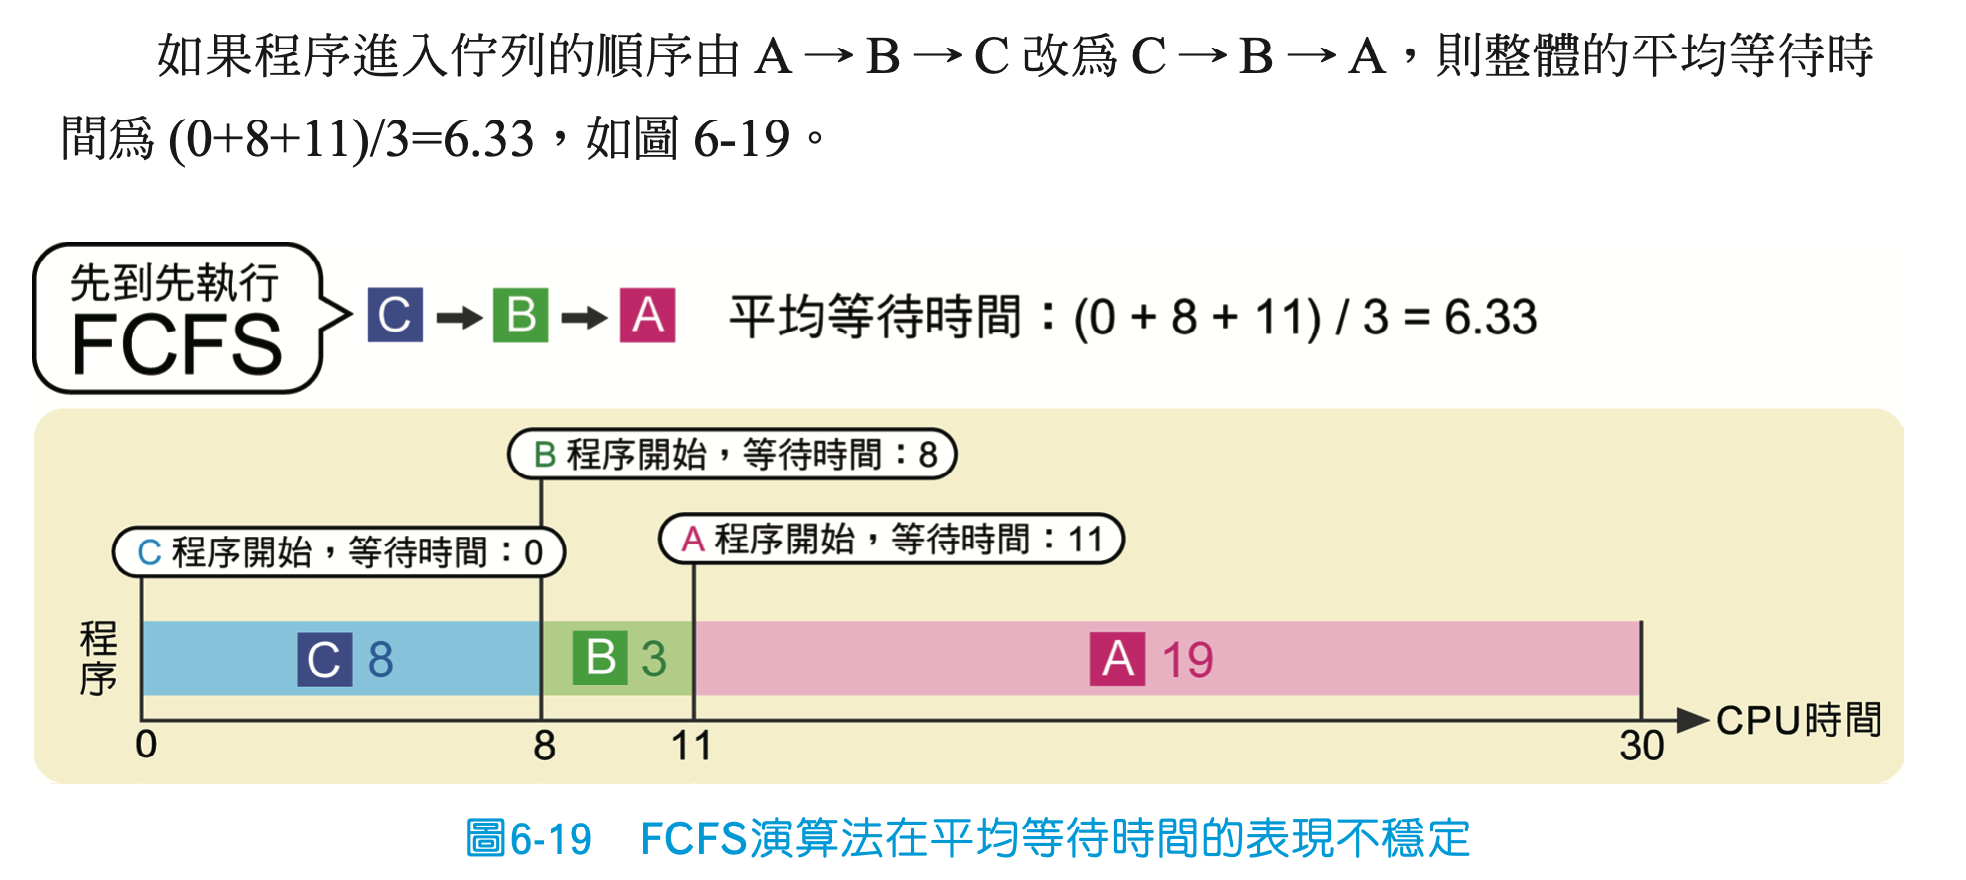 如果程序進入佇列的順序由 A → B → C 改爲 C → B → A，則整體的平均等待時
間爲 (0+8+11)/3=6.33，如圖 6-19。
先到先執行
FCFS
C → B → A 平均等待時間：(0 + 8 + 11) / 3 = 6.33
B 程序開始，等待時間：8
A 程序開始，等待時間：11
C 程序開始，等待時間：0
程序
C 8 B 3 A 19
CPU時間
0 8 11 30
圖6-19 FCFS演算法在平均等待時間的表現不穩定